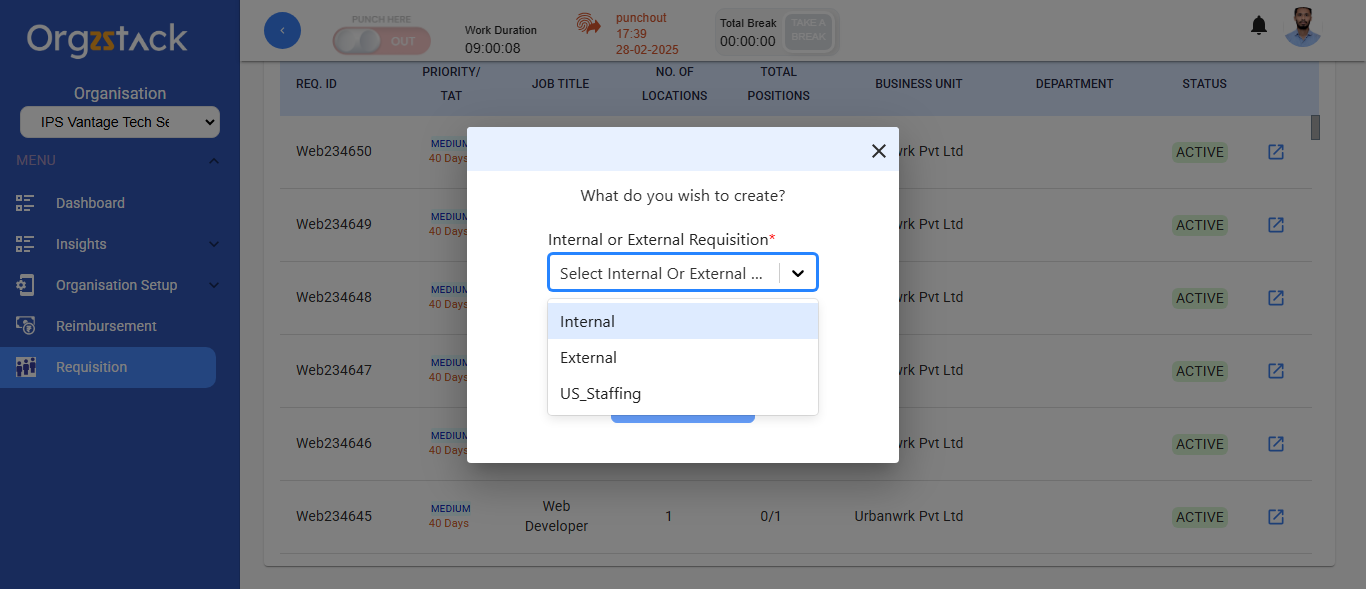 Orgzstack
Organisation
IPS Vantage Tech Se
MENU
Dashboard
Insights
Organisation Setup
Reimbursement
Requisition
PUNCH HERE
OUT
Work Duration
09:00:08
punchout
17:39
28-02-2025
Total Break
00:00:00
TAKE A
BREAK
REQ. ID
PRIORITY/
TAT
JOB TITLE
NO. OF
LOCATIONS
TOTAL
POSITIONS
BUSINESS UNIT
DEPARTMENT
STATUS
Web234650
MEDIUM
40 Days
wrk Pvt Ltd
ACTIVE
Web234649
MEDIUM
40 Days
wrk Pvt Ltd
ACTIVE
Web234648
MEDIUM
40 Days
wrk Pvt Ltd
ACTIVE
Web234647
MEDIUM
40 Days
wrk Pvt Ltd
ACTIVE
Web234646
MEDIUM
40 Days
wrk Pvt Ltd
ACTIVE
Web234645
MEDIUM
40 Days
Web
Developer
1
0/1
Urbanwrk Pvt Ltd
ACTIVE
What do you wish to create?
Internal or External Requisition*
Select Internal Or External ...
Internal
External
US_Staffing